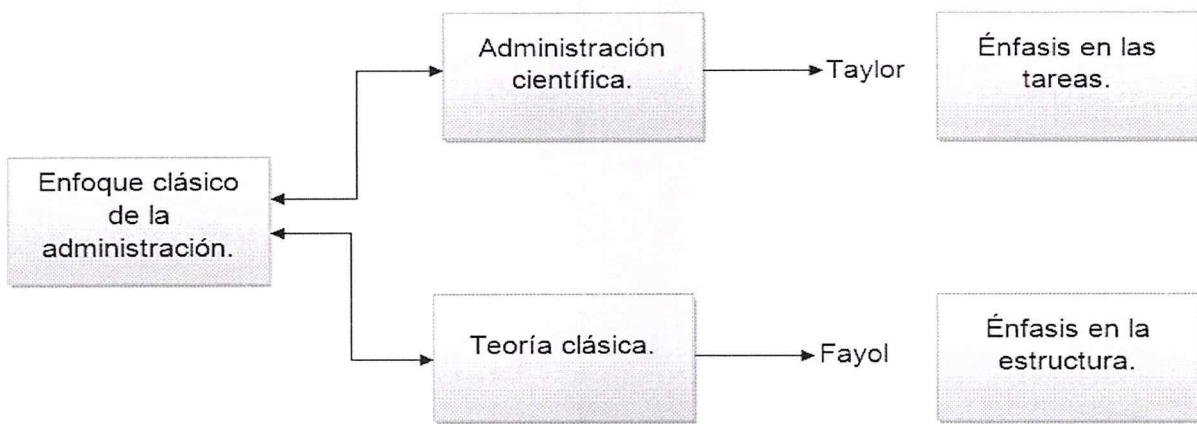 Administración
científica.
Taylor
Énfasis en las
tareas.
Enfoque clásico
de la
administración.
Teoría clásica.
Fayol
Énfasis en la
estructura.